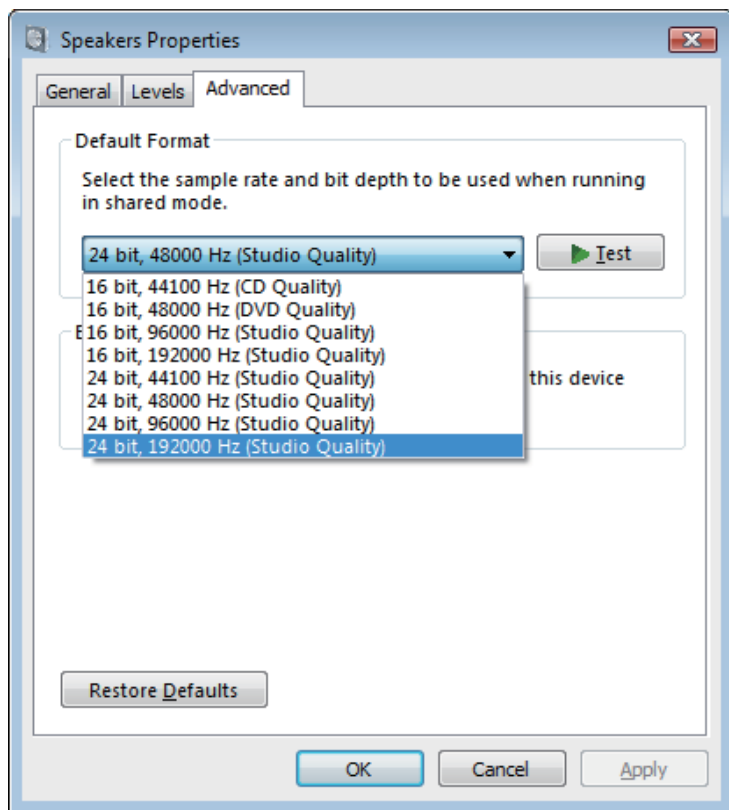 Speakers Properties
General Levels Advanced
Default Format
Select the sample rate and bit depth to be used when running
in shared mode.
24 bit, 48000 Hz (Studio Quality) Test
16 bit, 44100 Hz (CD Quality)
16 bit, 48000 Hz (DVD Quality)
E
16 bit, 96000 Hz (Studio Quality)
16 bit, 192000 Hz (Studio Quality)
24 bit, 44100 Hz (Studio Quality) this device
24 bit, 48000 Hz (Studio Quality)
24 bit, 96000 Hz (Studio Quality)
24 bit, 192000 Hz (Studio Quality)
Restore Defaults
OK Cancel Apply